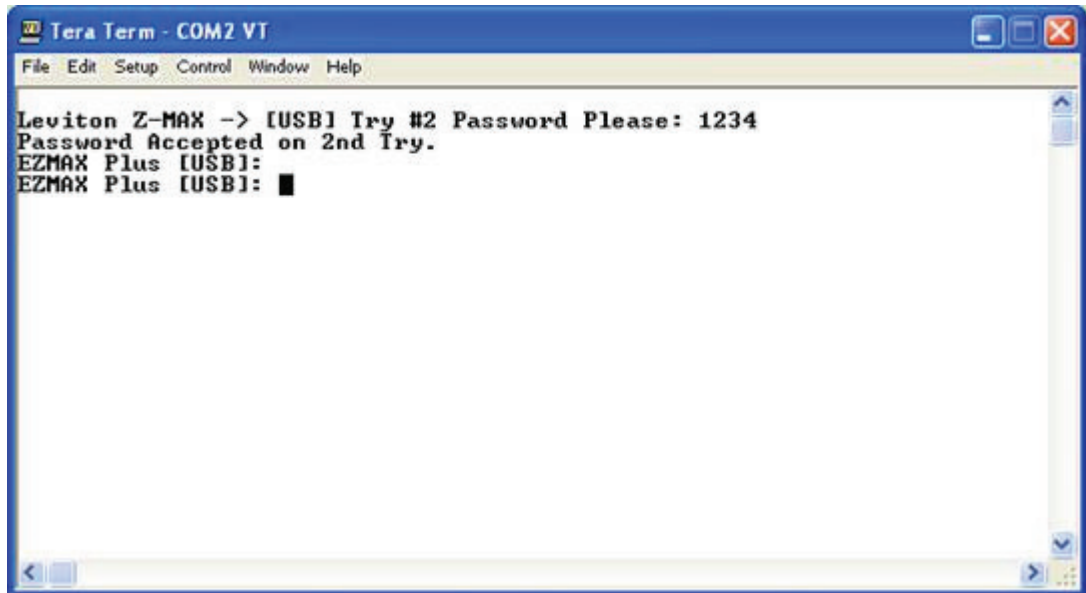 Tera Term - COM2 VT
File Edit Setup Control Window Help
Leviton Z-MAX -> [USB] Try #2 Password Please: 1234
Password Accepted on 2nd Try.
EZMAX Plus [USB]:
EZMAX Plus [USB]: